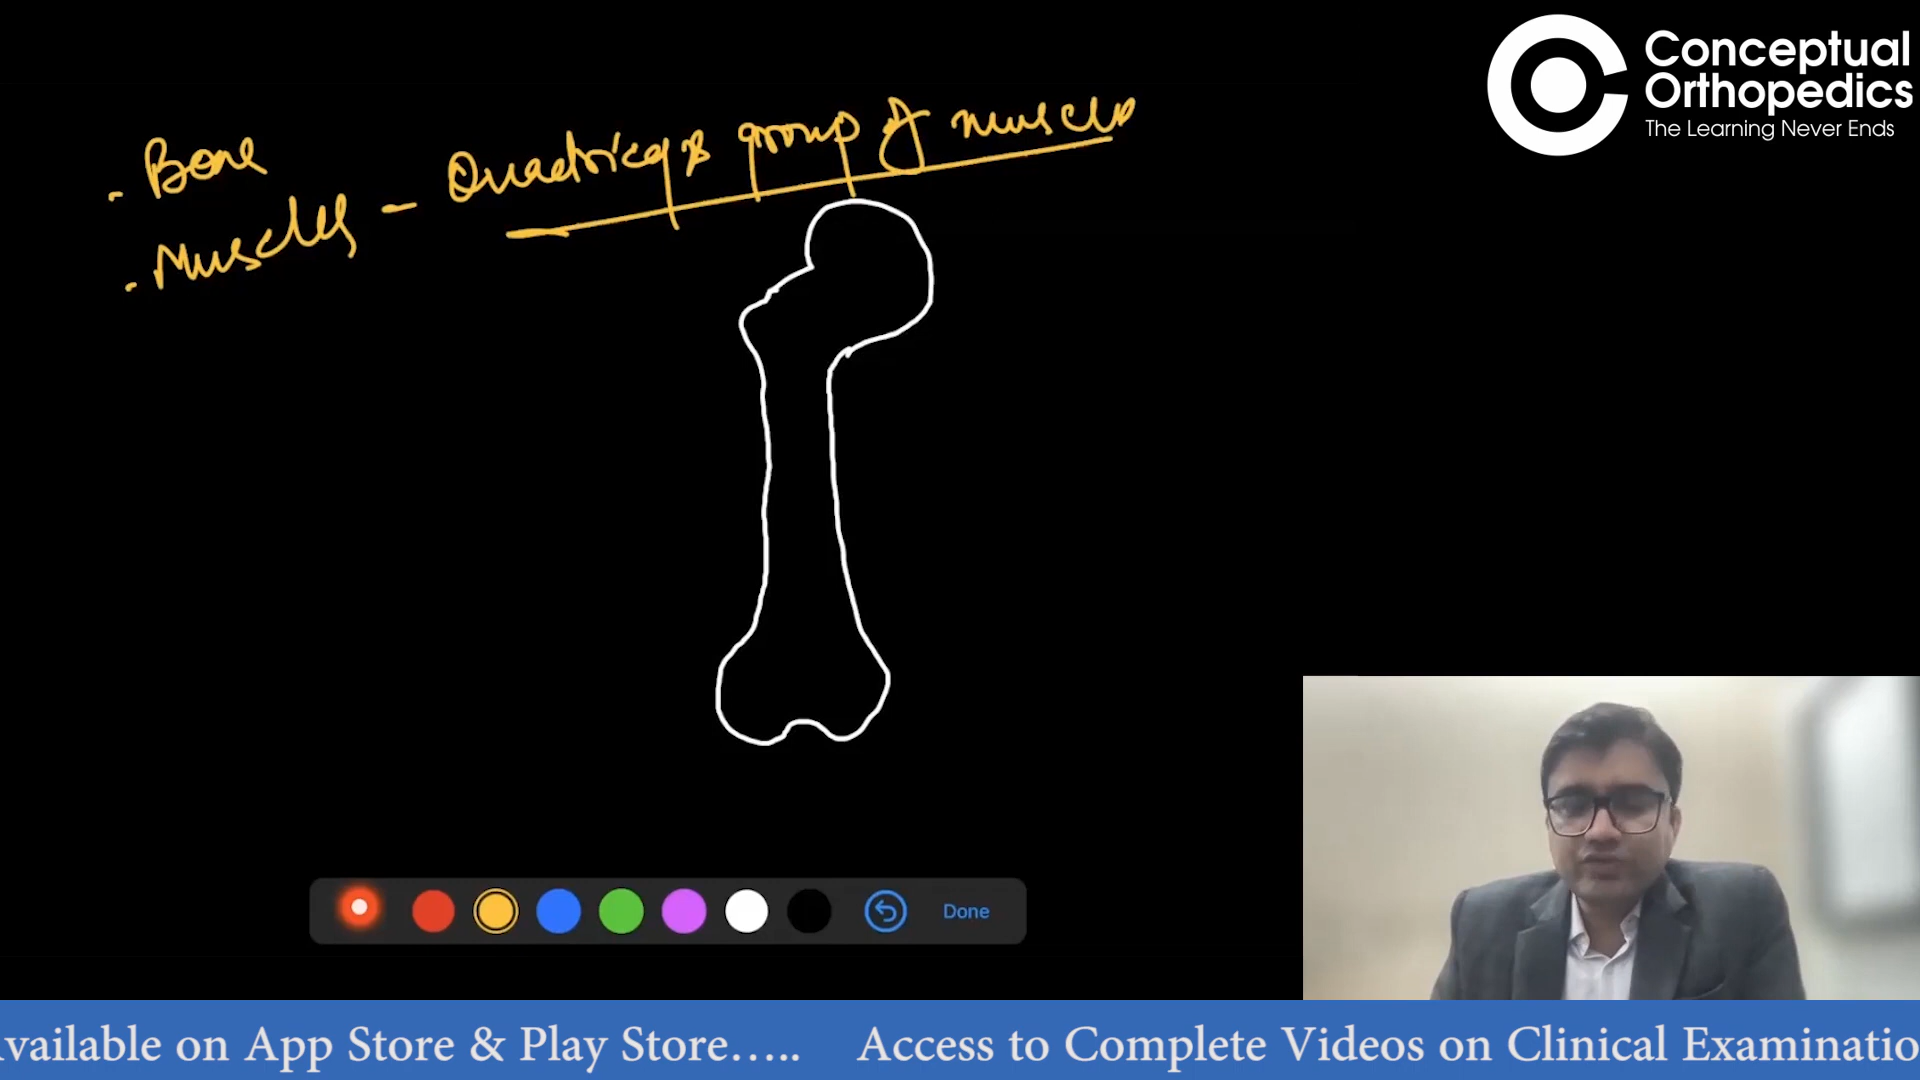 Conceptual
Orthopedics
The Learning Never Ends
. Bone
. Muscles - Quadriceps group of muscles
Done
vailable on App Store & Play Store..... Access to Complete Videos on Clinical Examinatio